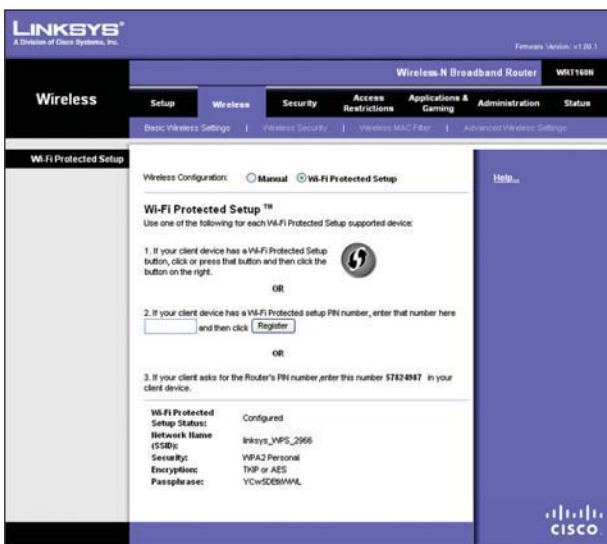 LINKSYS®
A Division of Cisco Systems, Inc.
Firmware Version: v1.00.1
Wireless-N Broadband Router WRT160N
Wireless
Setup Wireless Security Access Restrictions Applications & Gaming Administration Status
Basic Wireless Settings | Wireless Security | Wireless MAC Filter | Advanced Wireless Settings
Wi-Fi Protected Setup
Wireless Configuration: Manual Wi-Fi Protected Setup
Help...
Wi-Fi Protected Setup ™
Use one of the following for each Wi-Fi Protected Setup supported device:
1. If your client device has a Wi-Fi Protected Setup
button, click or press that button and then click the
button on the right.
OR
2. If your client device has a Wi-Fi Protected setup PIN number, enter that number here
and then click Register
OR
3. If your client asks for the Router's PIN number,enter this number 57824987 in your
client device.
Wi-Fi Protected
Setup Status: Configured
Network Name
(SSID): linksys_WPS_2966
Security: WPA2 Personal
Encryption: TKIP or AES
Passphrase:
CISCO